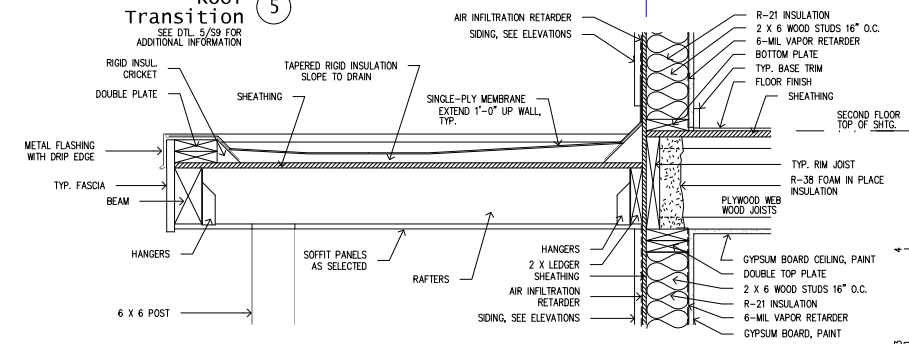 Transition
5
SEE DTL. 5/S9 FOR
ADDITIONAL INFORMATION
RIGID INSUL.
CRICKET
DOUBLE PLATE
TAPERED RIGID INSULATION
SLOPE TO DRAIN
SHEATHING
SINGLE-PLY MEMBRANE
EXTEND 1'-0" UP WALL,
TYP.
AIR INFILTRATION RETARDER
SIDING, SEE ELEVATIONS
R-21 INSULATION
2 X 6 WOOD STUDS 16" O.C.
6-MIL VAPOR RETARDER
BOTTOM PLATE
TYP. BASE TRIM
FLOOR FINISH
SHEATHING
SECOND FLOOR
TOP OF SHTG.
METAL FLASHING
WITH DRIP EDGE
TYP. FASCIA
BEAM
HANGERS
6 X 6 POST
SOFFIT PANELS
AS SELECTED
RAFTERS
HANGERS
2 X LEDGER
SHEATHING
AIR INFILTRATION
RETARDER
SIDING, SEE ELEVATIONS
TYP. RIM JOIST
R-38 FOAM IN PLACE
INSULATION
PLYWOOD WEB
WOOD JOISTS
GYPSUM BOARD CEILING, PAINT
DOUBLE TOP PLATE
2 X 6 WOOD STUDS 16" O.C.
R-21 INSULATION
6-MIL VAPOR RETARDER
GYPSUM BOARD, PAINT